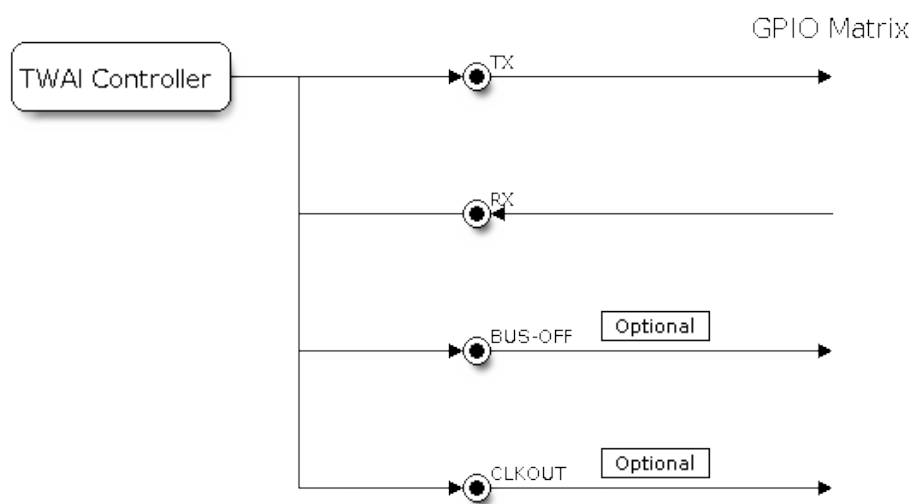 GPIO Matrix
TWAI Controller
TX
RX
BUS-OFF
Optional
CLKOUT
Optional